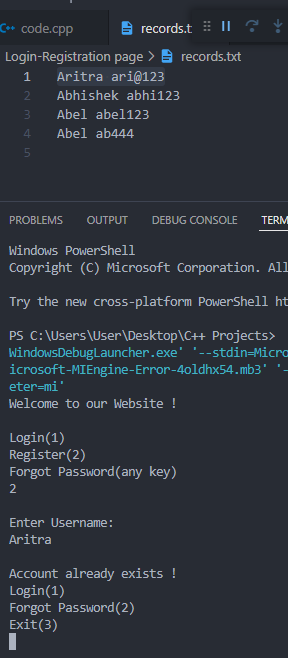 code.cpp
records.t
Login-Registration page > records.txt
1 Aritra ari@123
2 Abhishek abhi123
3 Abel abel123
4 Abel ab444
5
PROBLEMS OUTPUT DEBUG CONSOLE TERM
Windows PowerShell
Copyright (C) Microsoft Corporation. All
Try the new cross-platform PowerShell ht
PS C:\Users\User\Desktop\C++ Projects>
WindowsDebugLauncher.exe' '--stdin=Micro
icrosoft-MIEngine-Error-4oldhx54.mb3' '-
eter=mi'
Welcome to our Website !
Login(1)
Register(2)
Forgot Password(any key)
2
Enter Username:
Aritra
Account already exists !
Login(1)
Forgot Password(2)
Exit(3)